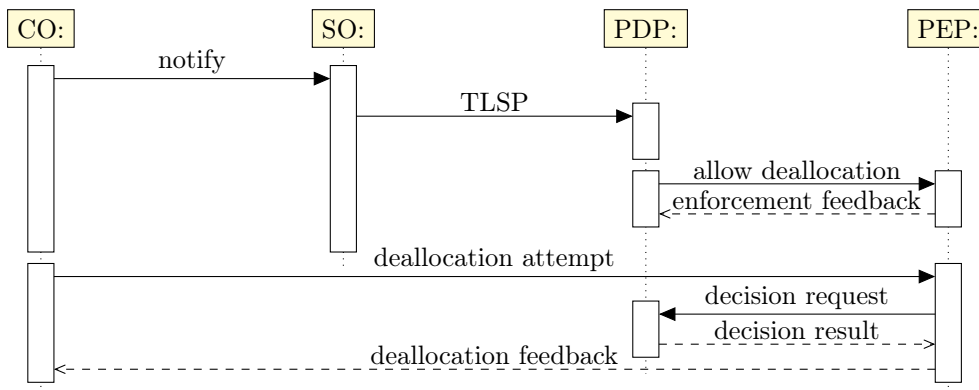 CO:
SO:
PDP:
PEP:
notify
TLSP
allow deallocation
enforcement feedback
deallocation attempt
decision request
decision result
deallocation feedback